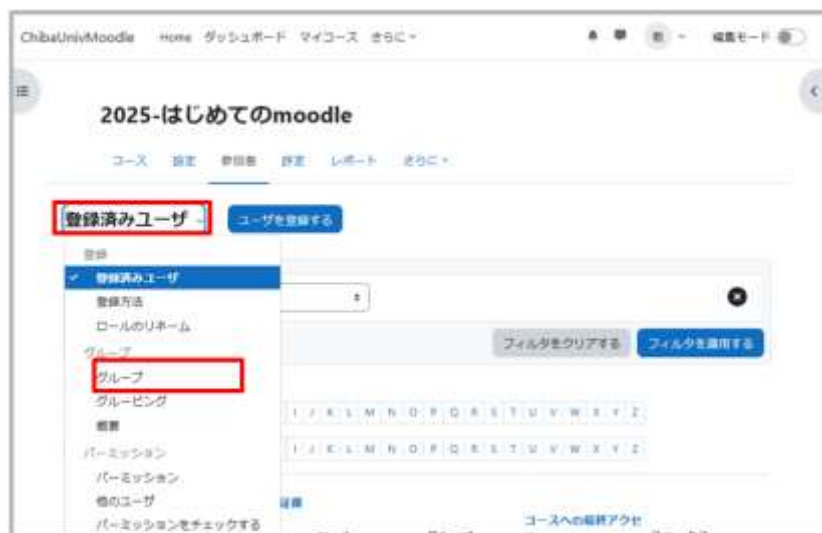 ChibaUnivMoodle Home ダッシュボード マイコース さらに 編集モード
2025-はじめてのmoodle
コース 設定 参加者 評定 レポート さらに
登録済みユーザ ユーザを登録する
登録
登録済みユーザ
登録方法
ロールのリネーム
フィルタをクリアする フィルタを適用する
グループ
グループ
グルーピング
I J K L M N O P Q R S T U V W X Y Z
概要
I J K L M N O P Q R S T U V W X Y Z
パーミッション
パーミッション
他のユーザ
コースへの最終アクセ
パーミッションをチェックする